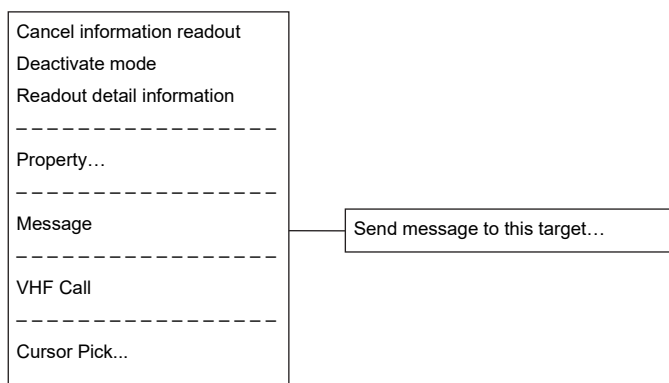 Cancel information readout
Deactivate mode
Readout detail information
Property…
Message
Send message to this target…
VHF Call
Cursor Pick...